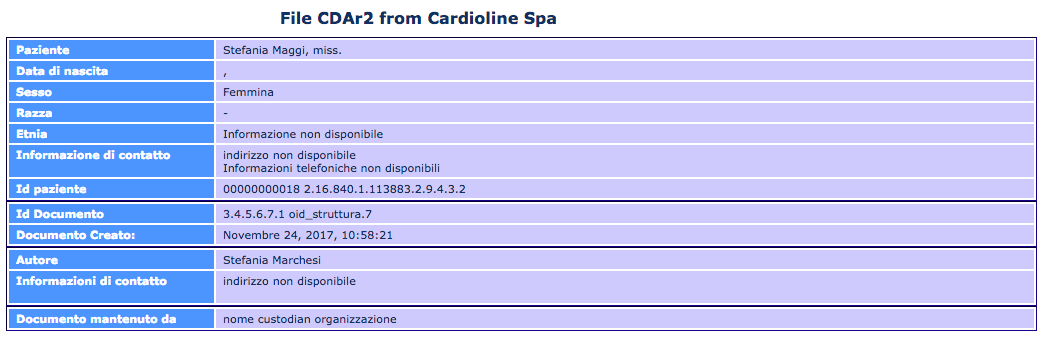 File CDAr2 from Cardioline Spa
Paziente Stefania Maggi, miss.
Data di nascita ,
Sesso Femmina
Razza -
Etnia Informazione non disponibile
Informazione di contatto indirizzo non disponibile
Informazioni telefoniche non disponibili
Id paziente 00000000018 2.16.840.1.113883.2.9.4.3.2
Id Documento 3.4.5.6.7.1 oid_struttura.7
Documento Creato: Novembre 24, 2017, 10:58:21
Autore Stefania Marchesi
Informazioni di contatto indirizzo non disponibile
Documento mantenuto da nome custodian organizzazione